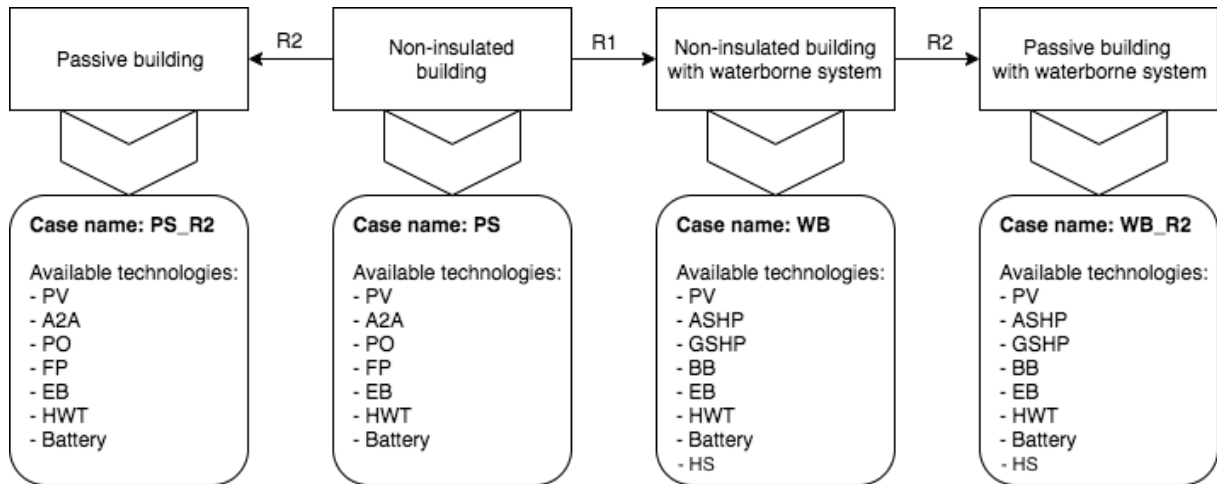 Passive building
R2
Non-insulated
building
R1
Non-insulated building
with waterborne system
R2
Passive building
with waterborne system
Case name: PS_R2
Available technologies:
- PV
- A2A
- PO
- FP
- EB
- HWT
- Battery
Case name: PS
Available technologies:
- PV
- A2A
- PO
- FP
- EB
- HWT
- Battery
Case name: WB
Available technologies:
- PV
- ASHP
- GSHP
- BB
- EB
- HWT
- Battery
- HS
Case name: WB_R2
Available technologies:
- PV
- ASHP
- GSHP
- BB
- EB
- HWT
- Battery
- HS